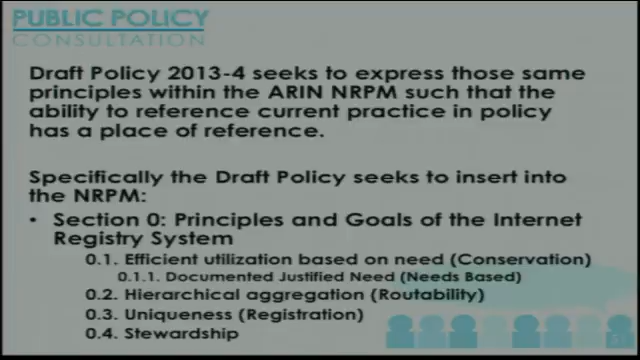 PUBLIC POLICY
CONSULTATION
Draft Policy 2013-4 seeks to express those same
principles within the ARIN NRPM such that the
ability to reference current practice in policy
has a place of reference.
Specifically the Draft Policy seeks to insert into
the NRPM:
• Section 0: Principles and Goals of the Internet
Registry System
0.1. Efficient utilization based on need (Conservation)
0.1.1. Documented Justified Need (Needs Based)
0.2. Hierarchical aggregation (Routability)
0.3. Uniqueness (Registration)
0.4. Stewardship